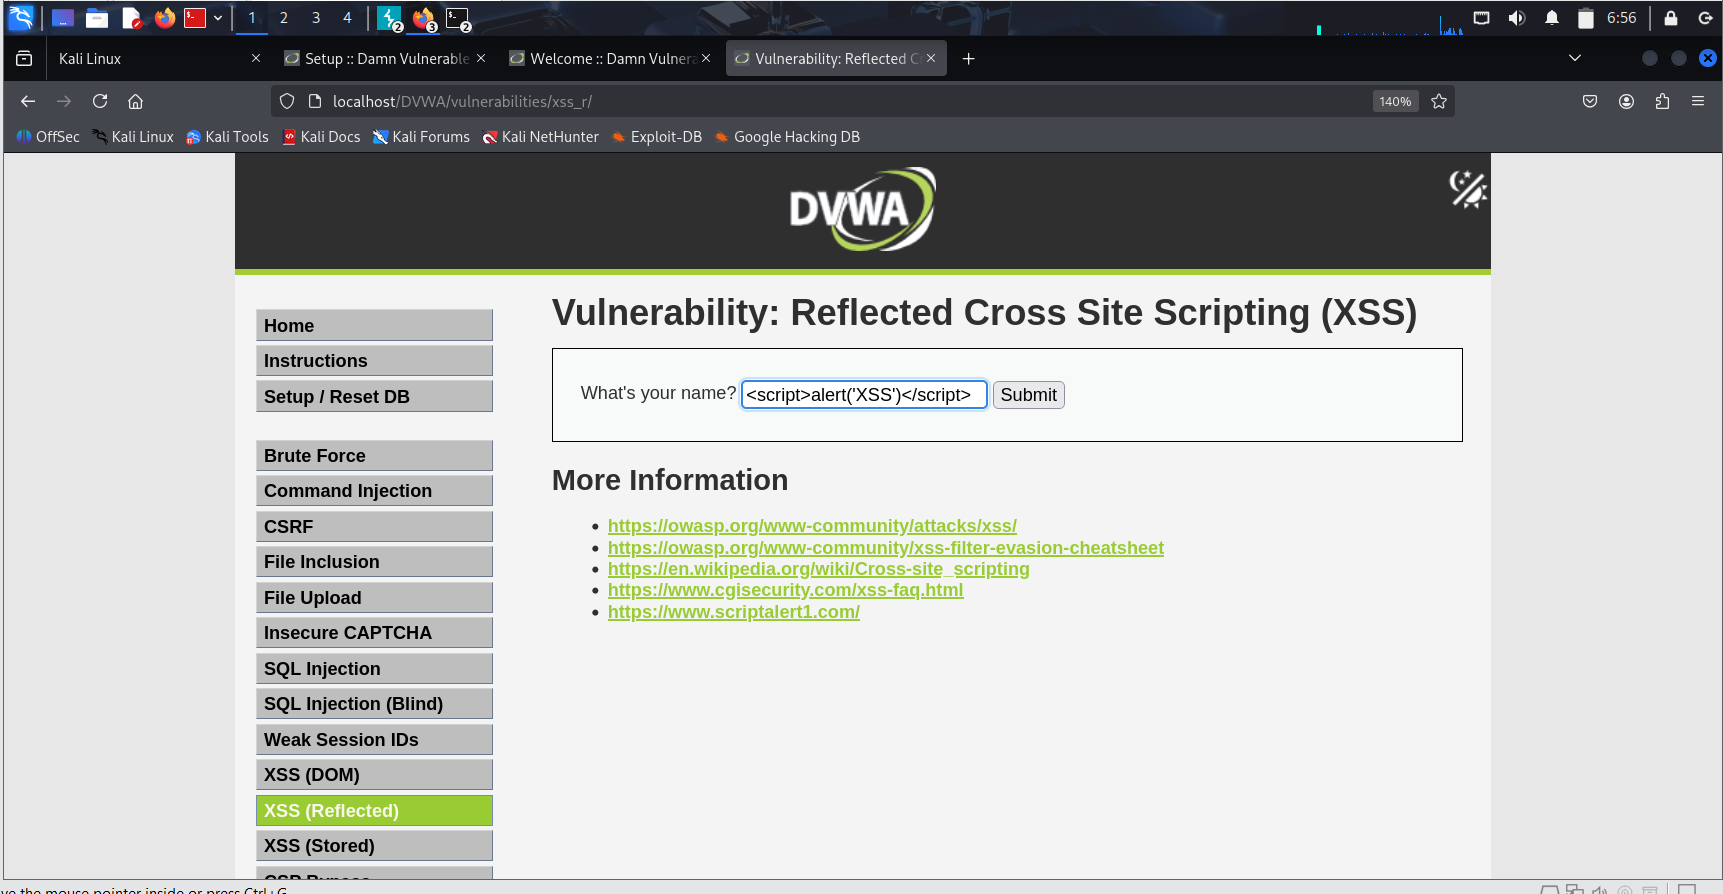 1 2 3 4 2 3 2 6:56
Kali Linux Setup :: Damn Vulnerable Welcome :: Damn Vulnera Vulnerability: Reflected C
localhost/DVWA/vulnerabilities/xss_r/ 140%
OffSec Kali Linux Kali Tools Kali Docs Kali Forums Kali NetHunter Exploit-DB Google Hacking DB
DVWA
Vulnerability: Reflected Cross Site Scripting (XSS)
Home
Instructions
Setup / Reset DB
Brute Force
Command Injection
CSRF
File Inclusion
File Upload
Insecure CAPTCHA
SQL Injection
SQL Injection (Blind)
Weak Session IDs
XSS (DOM)
XSS (Reflected)
XSS (Stored)
CSP Bypass
What's your name? <script>alert('XSS')</script> Submit
More Information
https://owasp.org/www-community/attacks/xss/
https://owasp.org/www-community/xss-filter-evasion-cheatsheet
https://en.wikipedia.org/wiki/Cross-site_scripting
https://www.cgisecurity.com/xss-faq.html
https://www.scriptalert1.com/
ve the mouse pointer inside or press Ctrl+G.